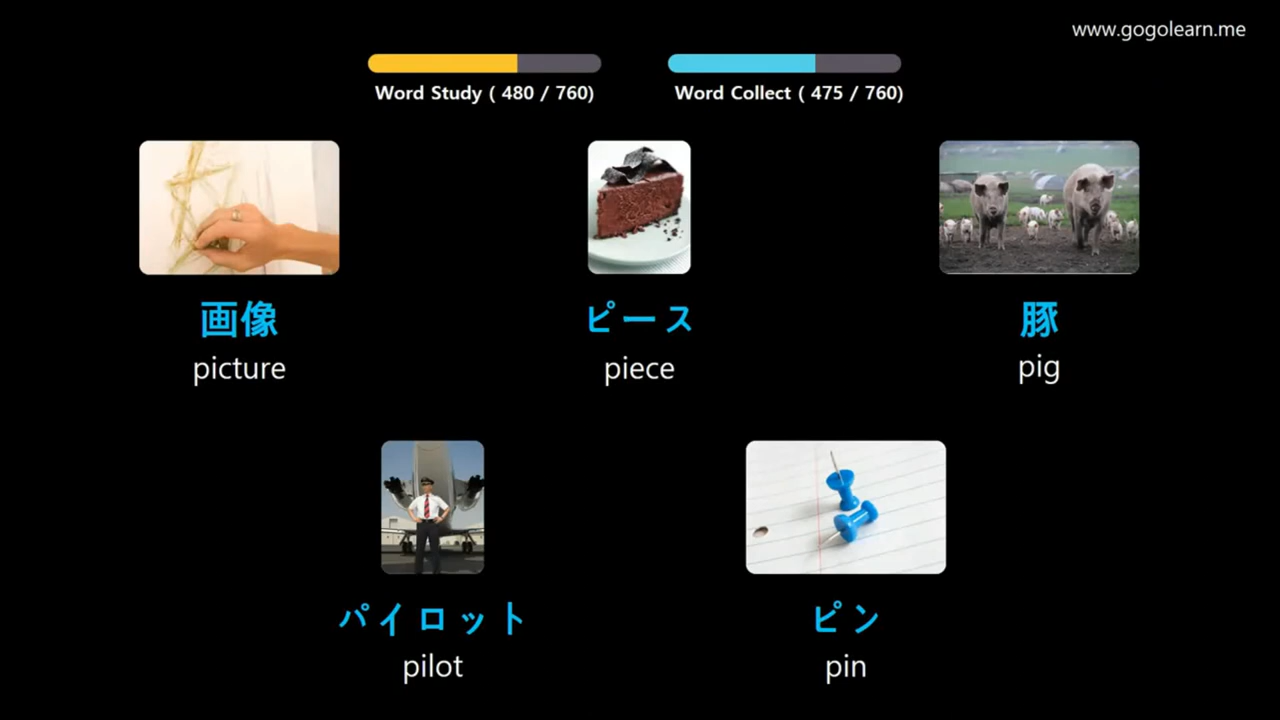 www.gogolearn.me
Word Study ( 480 / 760)
Word Collect ( 475 / 760)
画像
picture
ピース
piece
豚
pig
パイロット
pilot
ピン
pin